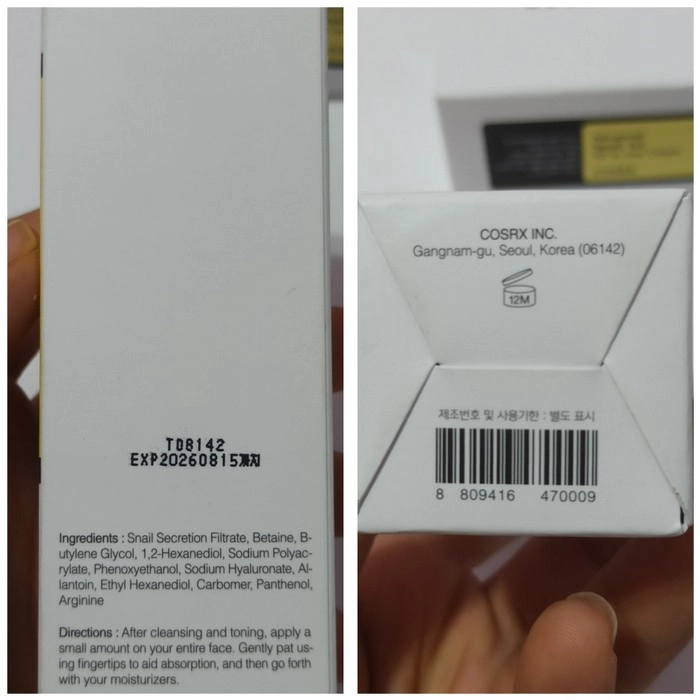 TD8142
EXP20260815까지
Ingredients : Snail Secretion Filtrate, Betaine, B-
utylene Glycol, 1,2-Hexanediol, Sodium Polyac-
rylate, Phenoxyethanol, Sodium Hyaluronate, Al-
lantoin, Ethyl Hexanediol, Carbomer, Panthenol,
Arginine
Directions : After cleansing and toning, apply a
small amount on your entire face. Gently pat us-
ing fingertips to aid absorption, and then go forth
with your moisturizers.
COSRX INC.
Gangnam-gu, Seoul, Korea (06142)
12M
제조번호 및 사용기한 : 별도 표시
8 809416 470009